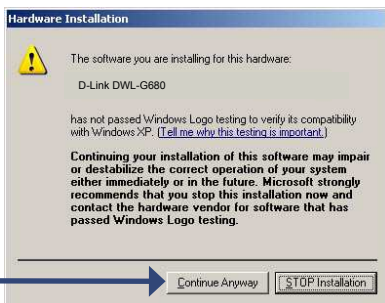 Hardware Installation
The software you are installing for this hardware:
D-Link DWL-G680
has not passed Windows Logo testing to verify its compatibility
with Windows XP. (Tell me why this testing is important.)
Continuing your installation of this software may impair
or destabilize the correct operation of your system
either immediately or in the future. Microsoft strongly
recommends that you stop this installation now and
contact the hardware vendor for software that has
passed Windows Logo testing.
Continue Anyway
STOP Installation